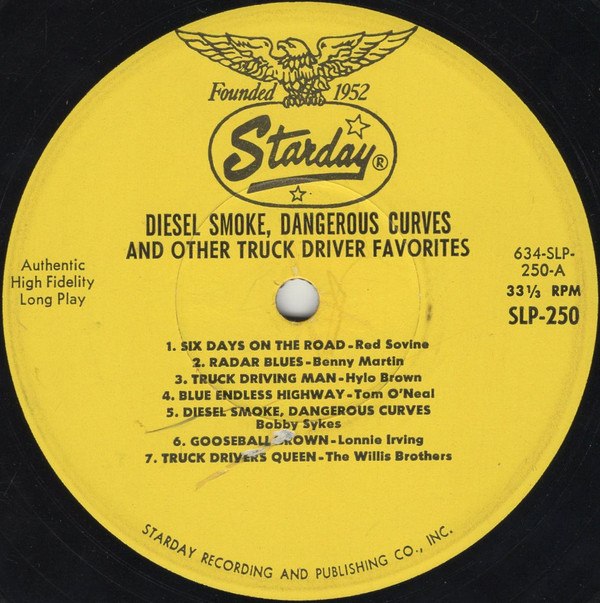 Founded 1952
Starday®
DIESEL SMOKE, DANGEROUS CURVES
AND OTHER TRUCK DRIVER FAVORITES
Authentic
High Fidelity
Long Play
634-SLP-
250-A
33⅓ RPM
SLP-250
1. SIX DAYS ON THE ROAD-Red Sovine
2. RADAR BLUES-Benny Martin
3. TRUCK DRIVING MAN-Hylo Brown
4. BLUE ENDLESS HIGHWAY-Tom O'Neal
5. DIESEL SMOKE, DANGEROUS CURVES
Bobby Sykes
6. GOOSEBALL BROWN-Lonnie Irving
7. TRUCK DRIVERS QUEEN-The Willis Brothers
STARDAY RECORDING AND PUBLISHING CO., INC.